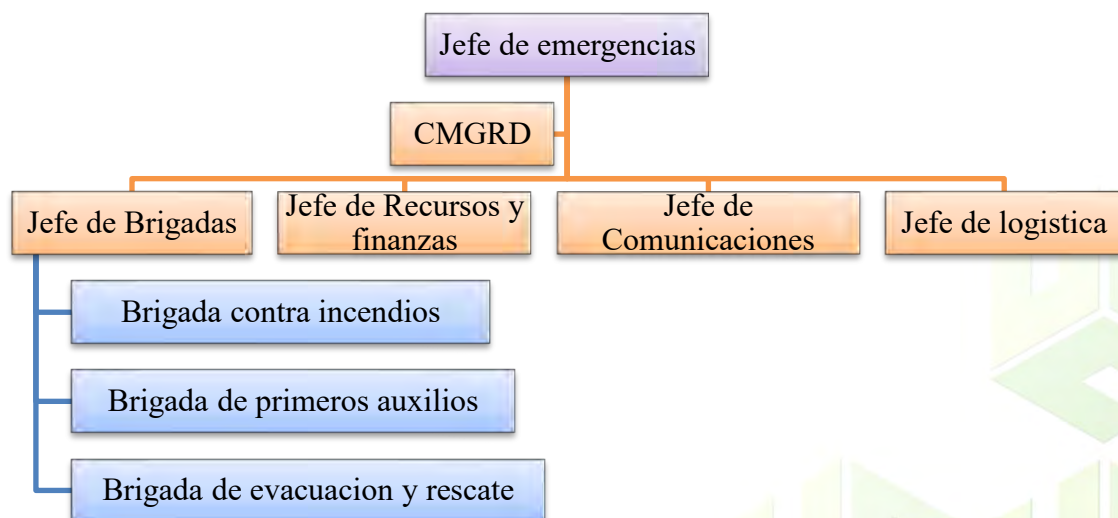 Jefe de emergencias
CMGRD
Jefe de Brigadas
Jefe de Recursos y
finanzas
Jefe de
Comunicaciones
Jefe de logistica
Brigada contra incendios
Brigada de primeros auxilios
Brigada de evacuacion y rescate